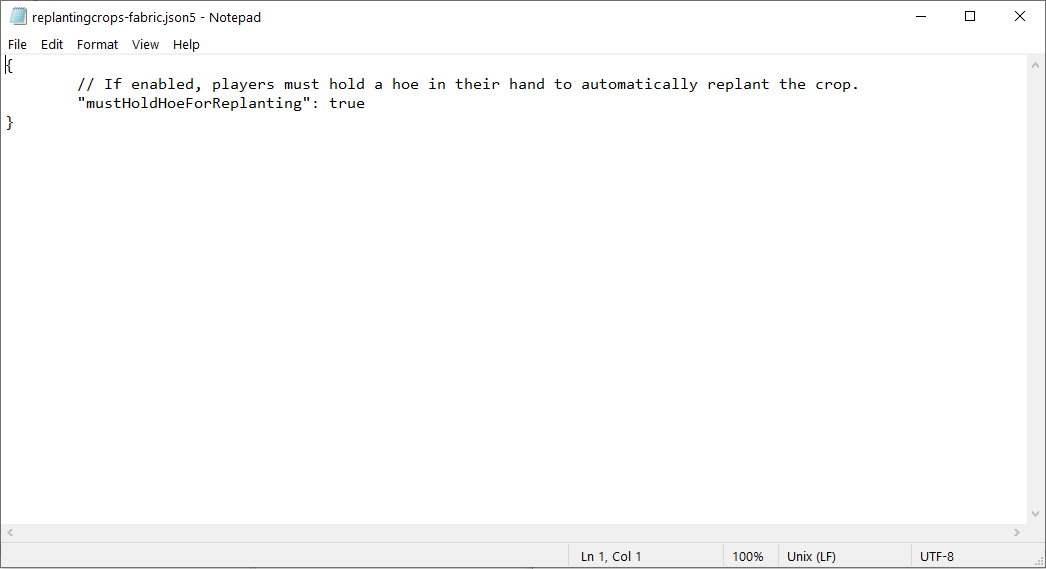 replantingcrops-fabric.json5 - Notepad
File Edit Format View Help
{
// If enabled, players must hold a hoe in their hand to automatically replant the crop.
"mustHoldHoeForReplanting": true
}
Ln 1, Col 1 100% Unix (LF) UTF-8